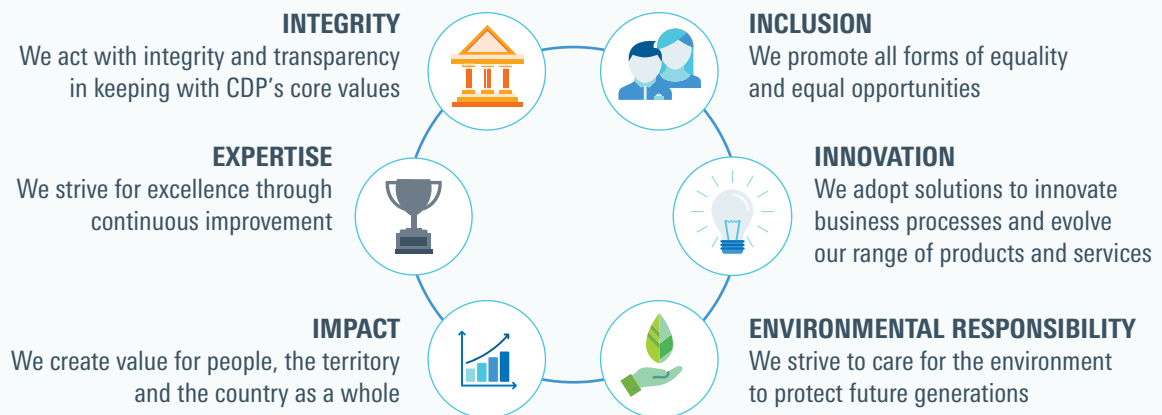 INTEGRITY
We act with integrity and transparency
in keeping with CDP’s core values
INCLUSION
We promote all forms of equality
and equal opportunities
EXPERTISE
We strive for excellence through
continuous improvement
INNOVATION
We adopt solutions to innovate
business processes and evolve
our range of products and services
IMPACT
We create value for people, the territory
and the country as a whole
ENVIRONMENTAL RESPONSIBILITY
We strive to care for the environment
to protect future generations